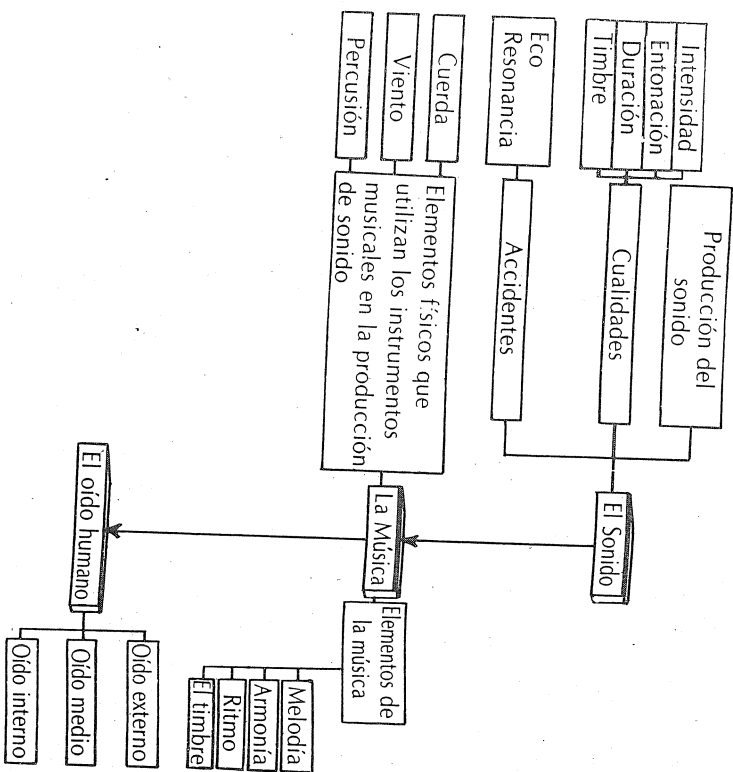 El Sonido
Producción del
sonido
Cualidades
Intensidad
Entonación
Duración
Timbre
Accidentes
Eco
Resonancia
La Música
Elementos físicos que
utilizan los instrumentos
musicales en la producción
de sonido
Cuerda
Viento
Percusión
Elementos de
la música
Melodía
Armonía
Ritmo
El timbre
El oído humano
Oído externo
Oído medio
Oído interno